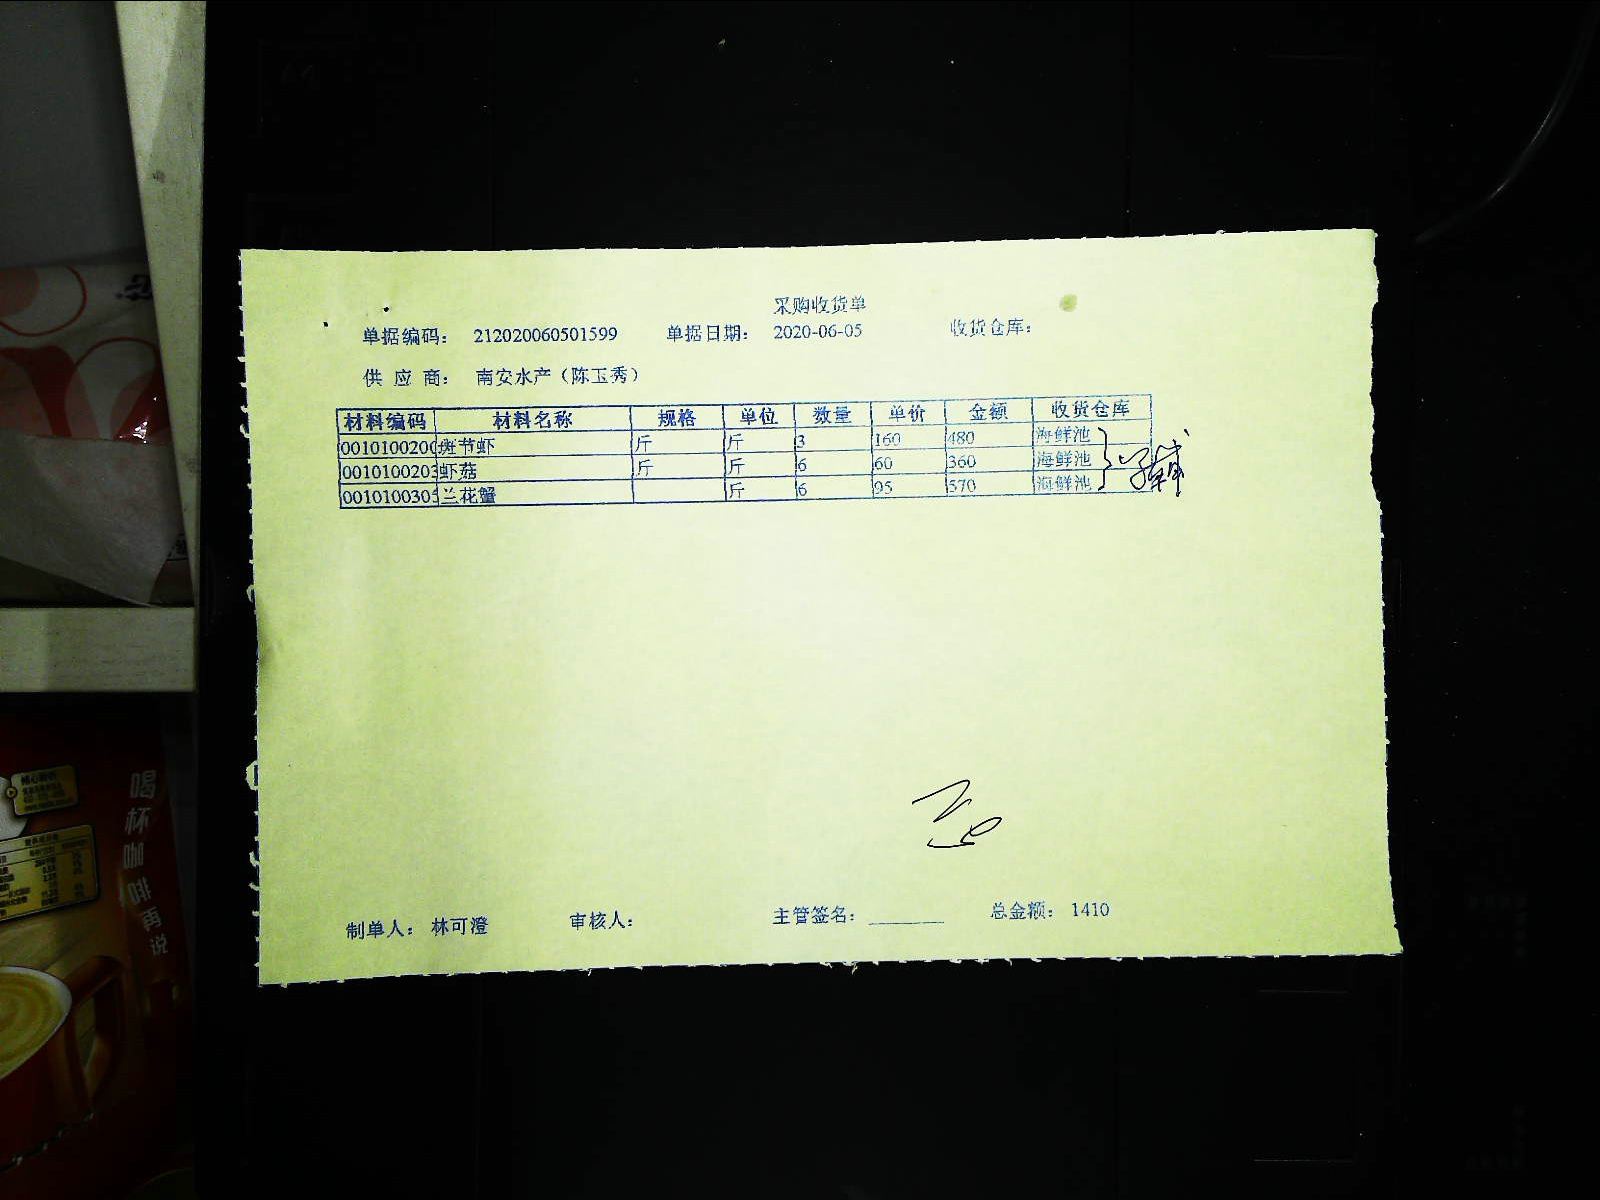 采购收货单
单据编码： 212020060501599 单据日期： 2020-06-05 收货仓库：
供 应 商： 南安水产（陈玉秀）
材料编码 材料名称 规格 单位 数量 单价 金额 收货仓库
0010100200 斑节虾 斤 斤 3 160 480 海鲜池
0010100203 虾菇 斤 斤 6 60 360 海鲜池
0010100305 兰花蟹 斤 6 95 570 海鲜池
制单人： 林可澄 审核人： 主管签名： 总金额： 1410
喝杯咖啡再说